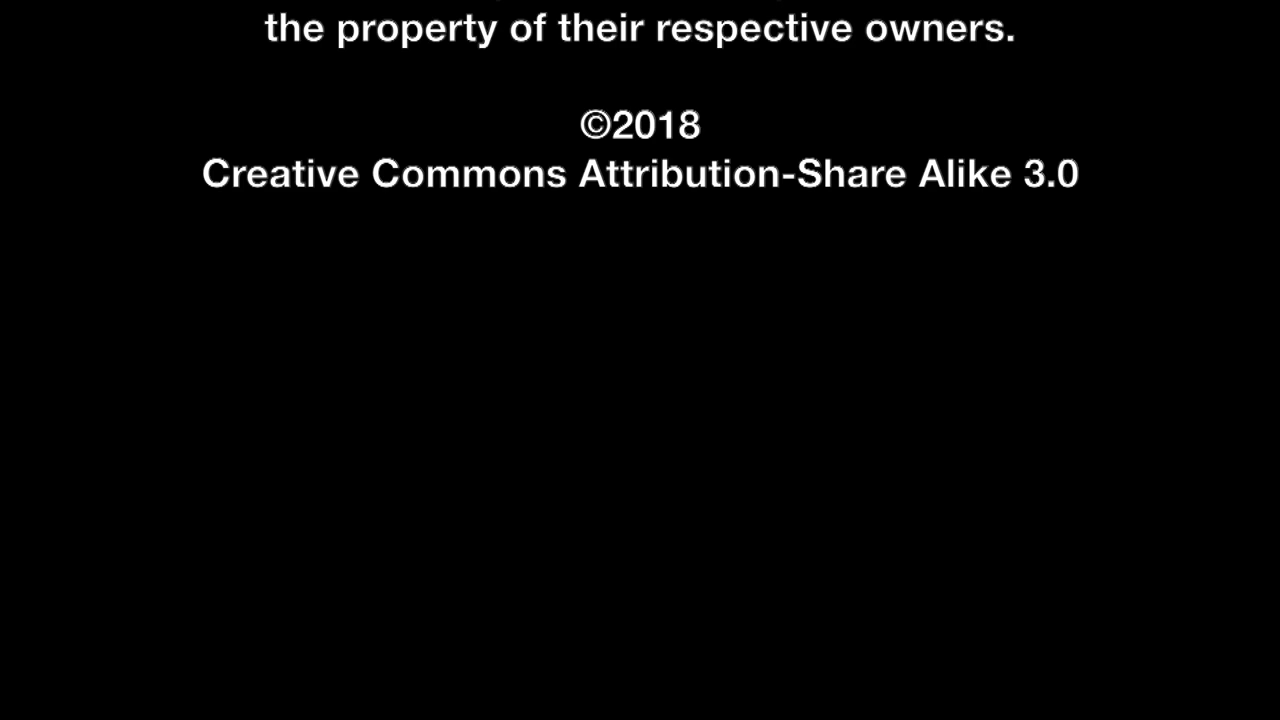 the property of their respective owners.
©2018
Creative Commons Attribution-Share Alike 3.0